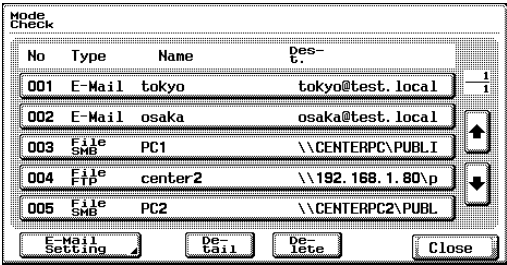 Mode
Check
No Type Name Des-
t.
001 E-Mail tokyo tokyo@test.local
1
1
002 E-Mail osaka osaka@test.local
003 File
SMB PC1 \\CENTERPC\PUBLI
004 File
FTP center2 \\192.168.1.80\p
005 File
SMB PC2 \\CENTERPC2\PUBL
E-Mail
Setting
De-
tail
De-
lete
Close